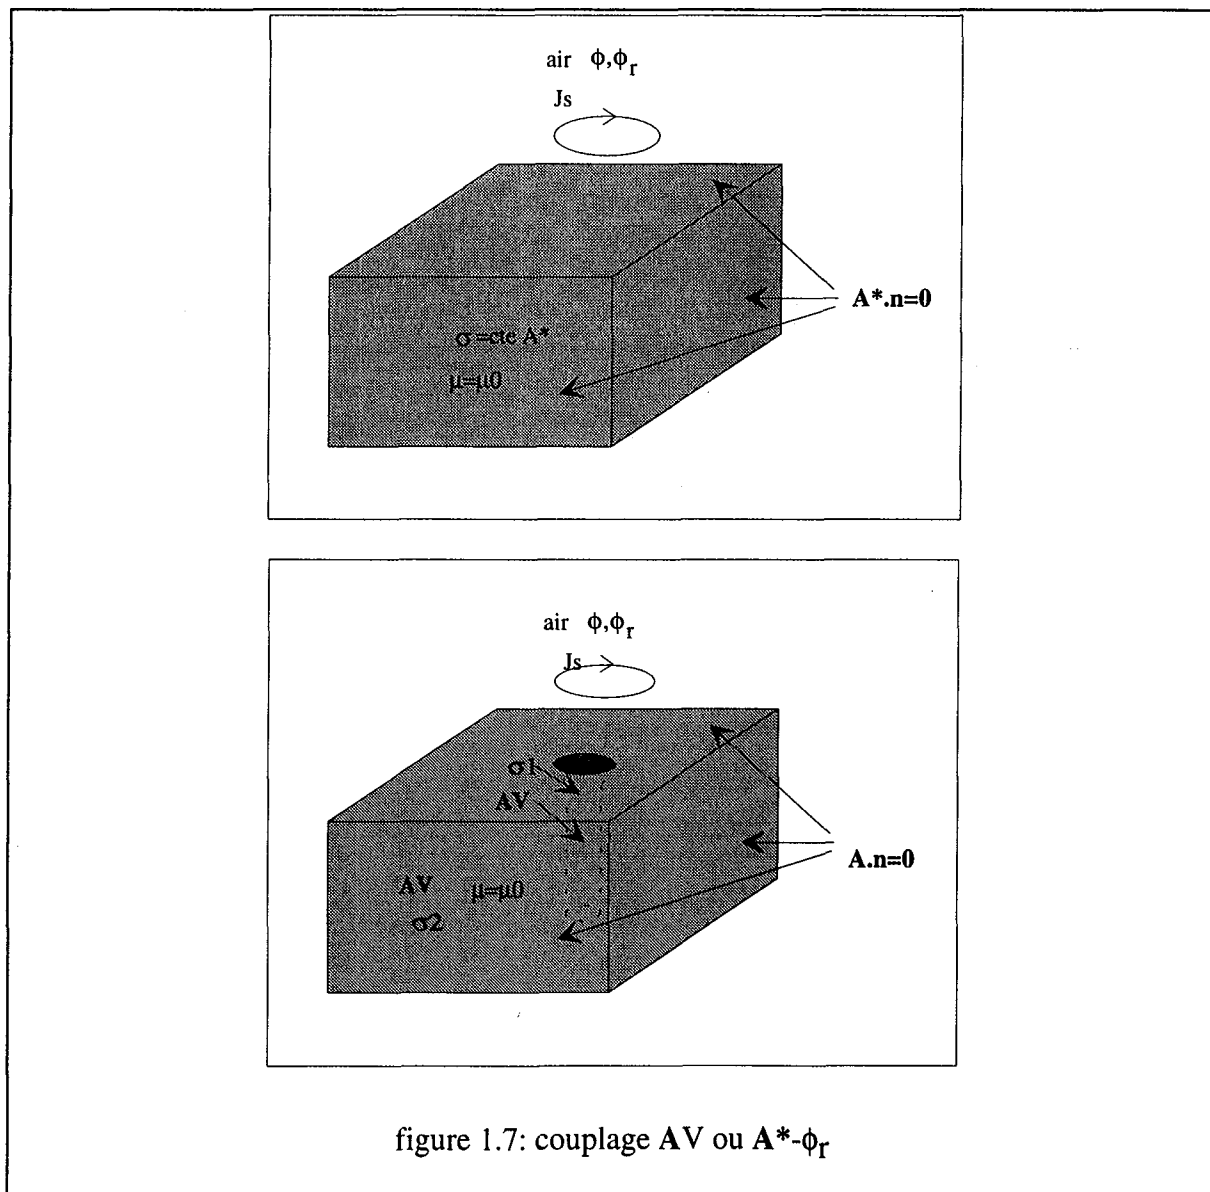 air ϕ,ϕr
Js
A*.n=0
σ=cte A*
μ=μ0
air ϕ,ϕr
Js
σ1
AV
A.n=0
AV μ=μ0
σ2
figure 1.7: couplage AV ou A*-ϕr